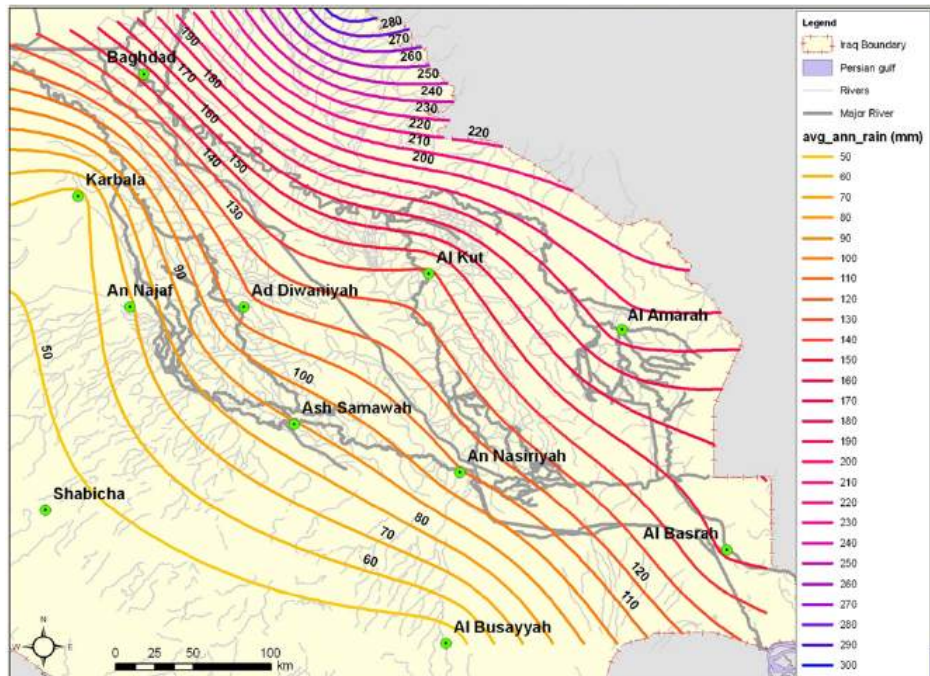 280
270
260
250
240
230
220
210
200
220
190
180
170
160
150
140
130
Baghdad
Karbala
An Najaf
90
Ad Diwaniyah
Al Kut
Al Amarah
50
100
Ash Samawah
An Nasiriyah
Shabicha
80
70
60
Al Basrah
120
110
Al Busayyah
N
W E
S
0 12.5 25 50 75 100
km
Legend
Iraq Boundary
Persian gulf
Rivers
Major River
avg_ann_rain (mm)
50
60
70
80
90
100
110
120
130
140
150
160
170
180
190
200
210
220
230
240
250
260
270
280
290
300